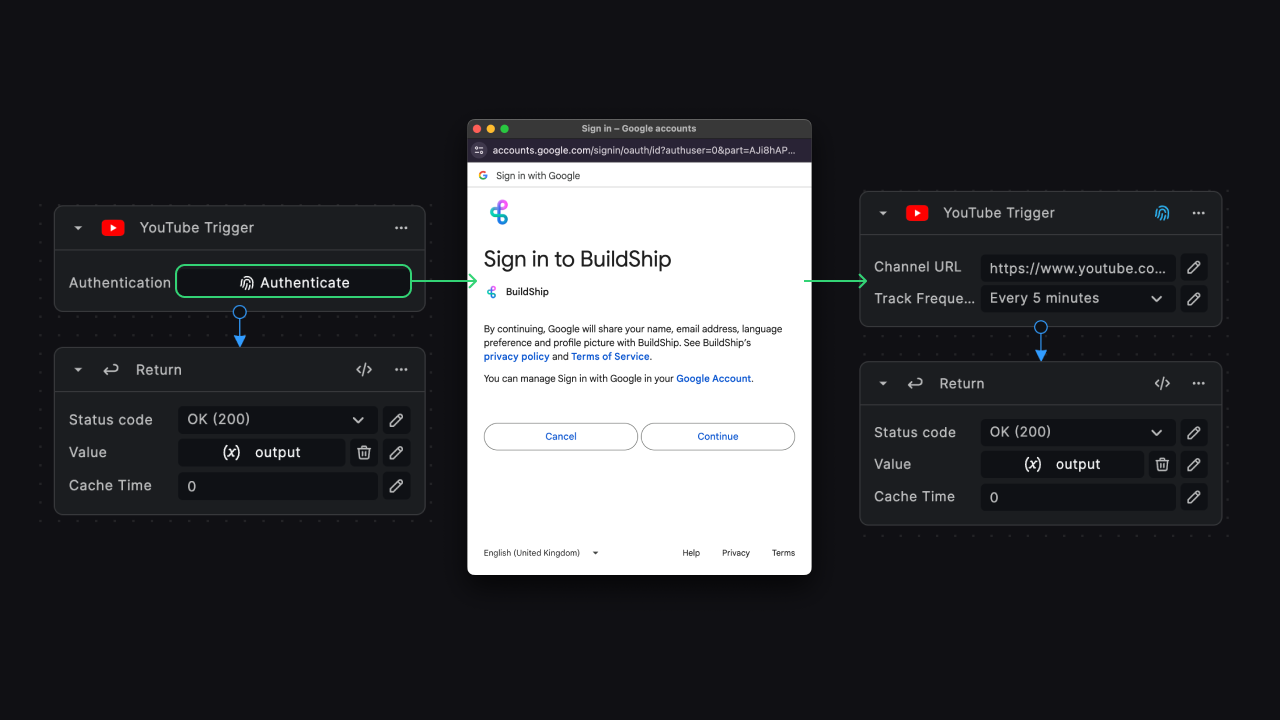 YouTube Trigger
Authentication Authenticate
Return
Status code OK (200)
Value (x) output
Cache Time 0
Sign in – Google accounts
accounts.google.com/signin/oauth/id?authuser=0&part=AJi8hAP...
Sign in with Google
Sign in to BuildShip
BuildShip
By continuing, Google will share your name, email address, language
preference and profile picture with BuildShip. See BuildShip's
privacy policy and Terms of Service.
You can manage Sign in with Google in your Google Account.
Cancel Continue
English (United Kingdom) Help Privacy Terms
YouTube Trigger
Channel URL https://www.youtube.co...
Track Freque... Every 5 minutes
Return
Status code OK (200)
Value (x) output
Cache Time 0